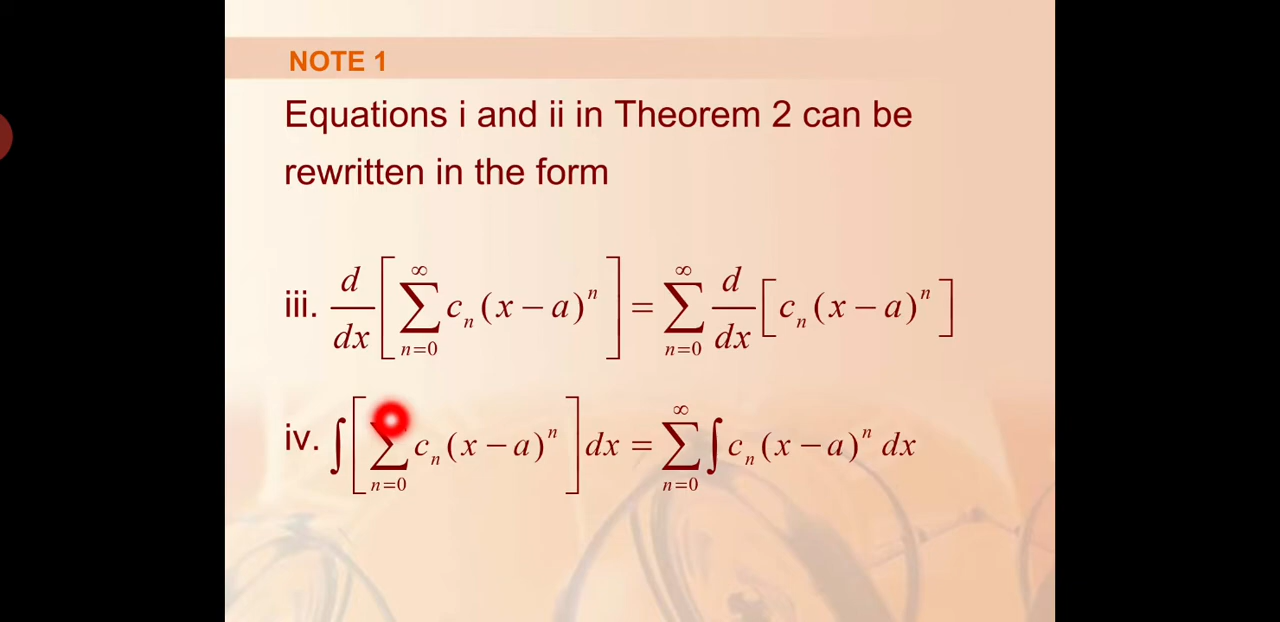 NOTE 1
Equations i and ii in Theorem 2 can be
rewritten in the form
iii. d/dx [∑_{n=0}^{∞} c_n (x − a)^n] = ∑_{n=0}^{∞} d/dx [c_n (x − a)^n]
iv. ∫ [∑_{n=0} c_n (x − a)^n] dx = ∑_{n=0}^{∞} ∫ c_n (x − a)^n dx